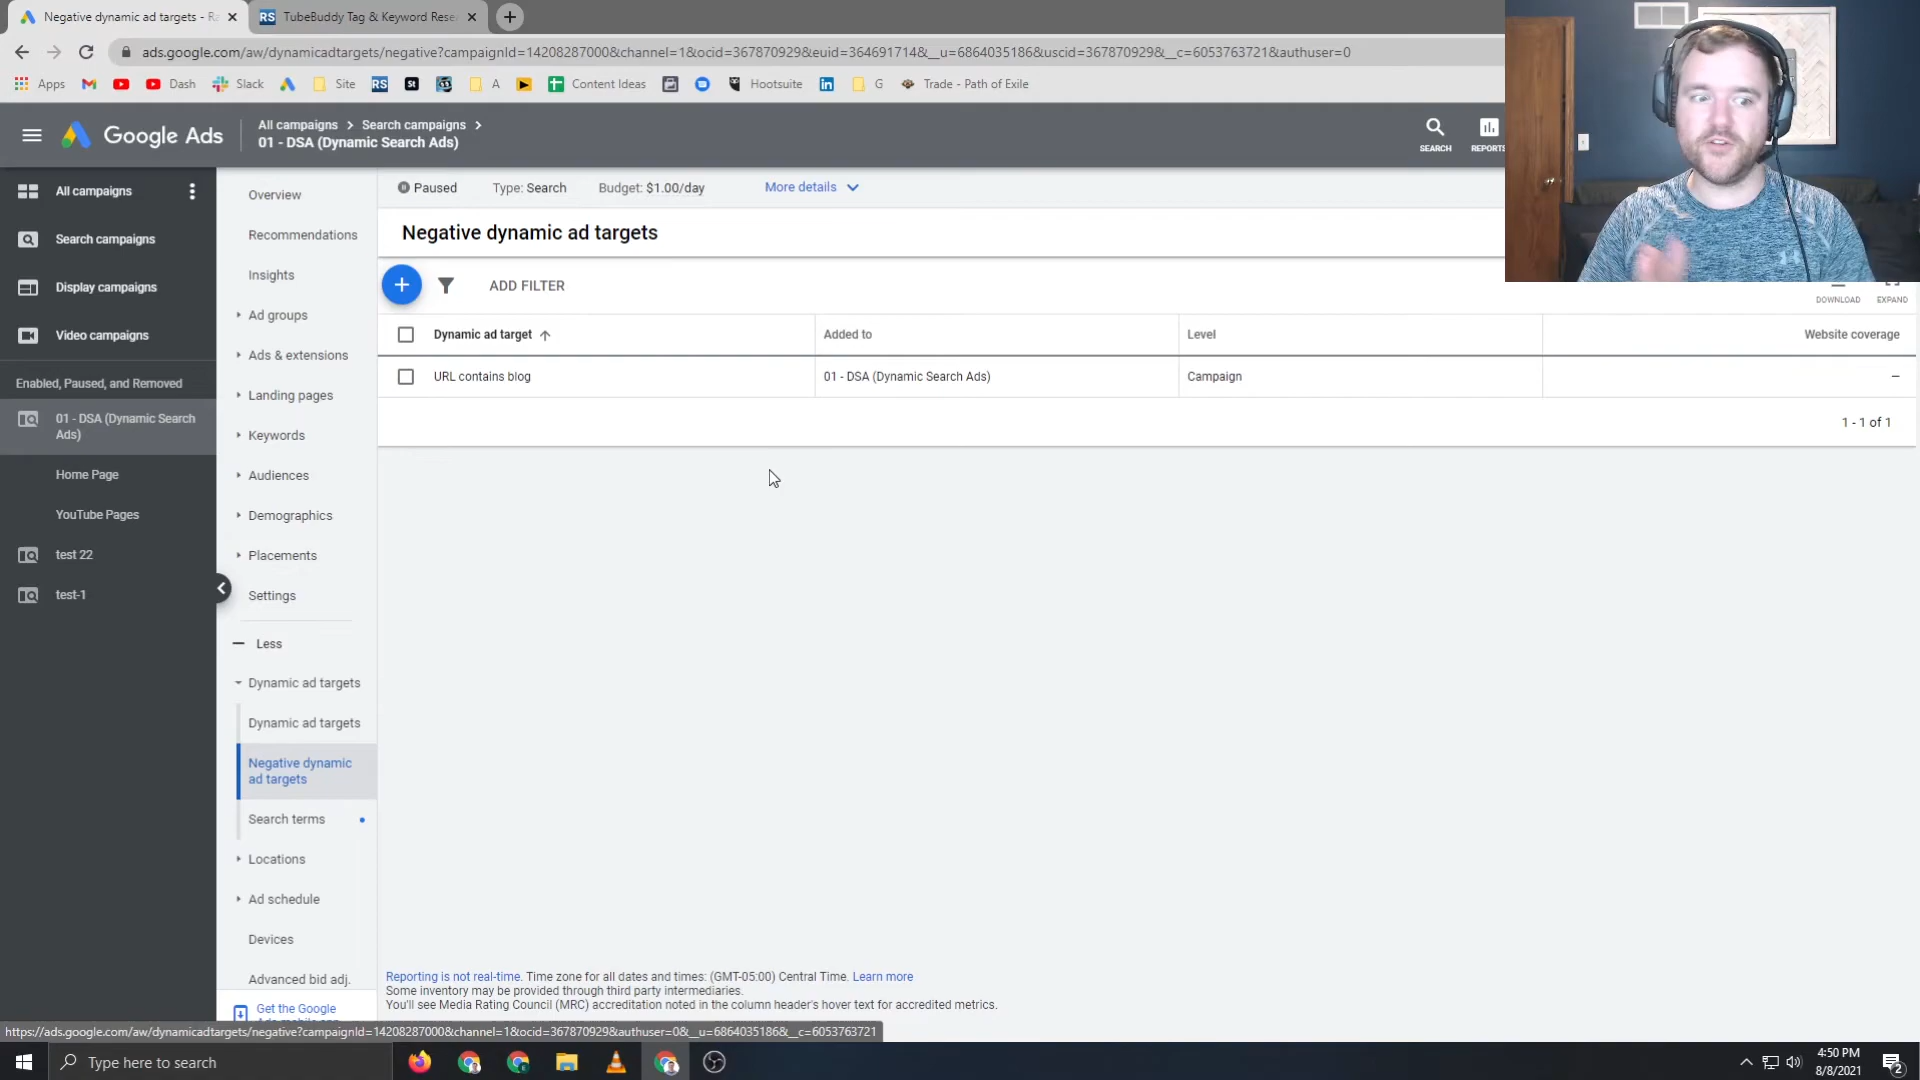 Negative dynamic ad targets - Ra
TubeBuddy Tag & Keyword Rese
ads.google.com/aw/dynamicadtargets/negative?campaignId=14208287000&channel=1&ocid=367870929&euid=364691714&__u=6864035186&uscid=367870929&__c=6053763721&authuser=0
Apps
Dash
Slack
Site
RS
A
Content Ideas
Hootsuite
G
Trade - Path of Exile
Google Ads
All campaigns > Search campaigns >
01 - DSA (Dynamic Search Ads)
SEARCH
REPORTS
All campaigns
Search campaigns
Display campaigns
Video campaigns
Enabled, Paused, and Removed
01 - DSA (Dynamic Search
Ads)
Home Page
YouTube Pages
test 22
test-1
Overview
Recommendations
Insights
Ad groups
Ads & extensions
Landing pages
Keywords
Audiences
Demographics
Placements
Settings
Less
Dynamic ad targets
Dynamic ad targets
Negative dynamic
ad targets
Search terms
Locations
Ad schedule
Devices
Advanced bid adj.
Get the Google
Paused
Type: Search
Budget: $1.00/day
More details
Negative dynamic ad targets
ADD FILTER
DOWNLOAD
EXPAND
Dynamic ad target
Added to
Level
Website coverage
URL contains blog
01 - DSA (Dynamic Search Ads)
Campaign
–
1 - 1 of 1
Reporting is not real-time. Time zone for all dates and times: (GMT-05:00) Central Time. Learn more
Some inventory may be provided through third party intermediaries.
You'll see Media Rating Council (MRC) accreditation noted in the column header's hover text for accredited metrics.
https://ads.google.com/aw/dynamicadtargets/negative?campaignId=14208287000&channel=1&ocid=367870929&authuser=0&__u=6864035186&__c=6053763721
Type here to search
4:50 PM
8/8/2021
2